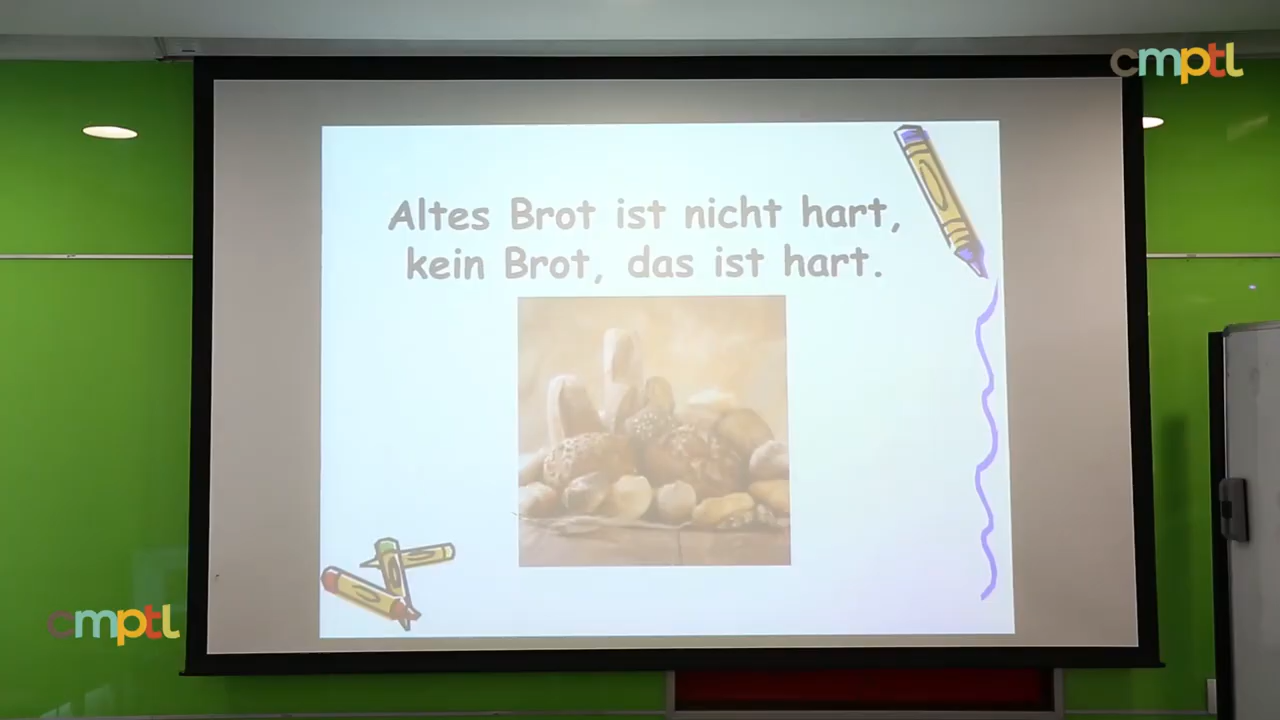 cmptl
Altes Brot ist nicht hart,
kein Brot, das ist hart.
cmptl